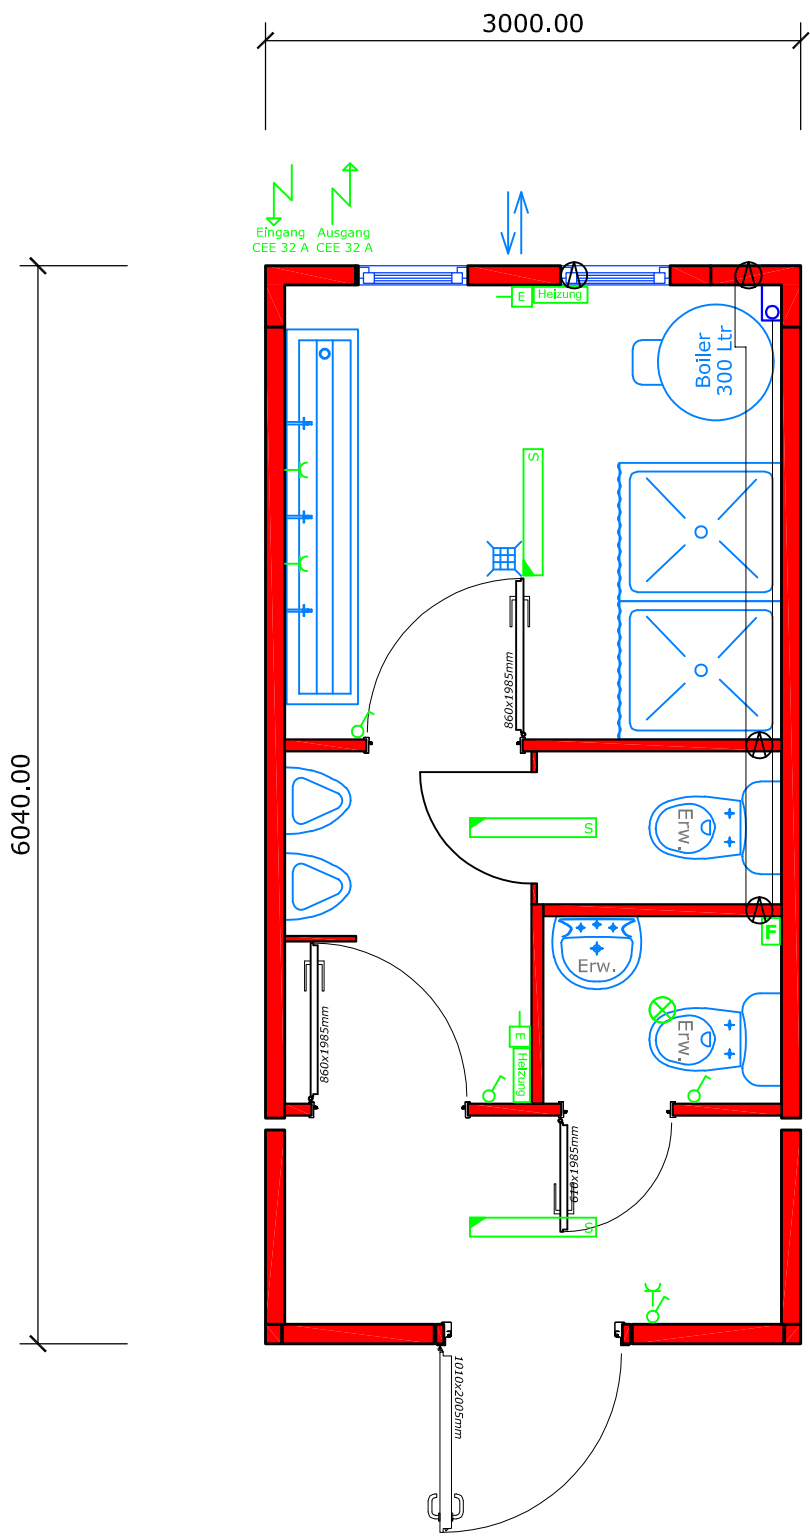 3000.00
Eingang
CEE 32 A
Ausgang
CEE 32 A
E
Heizung
Boiler
300 Ltr
S
860x1985mm
6040.00
S
Erw.
F
Erw.
Erw.
860x1985mm
E
Heizung
610x1985mm
S
1010x2005mm